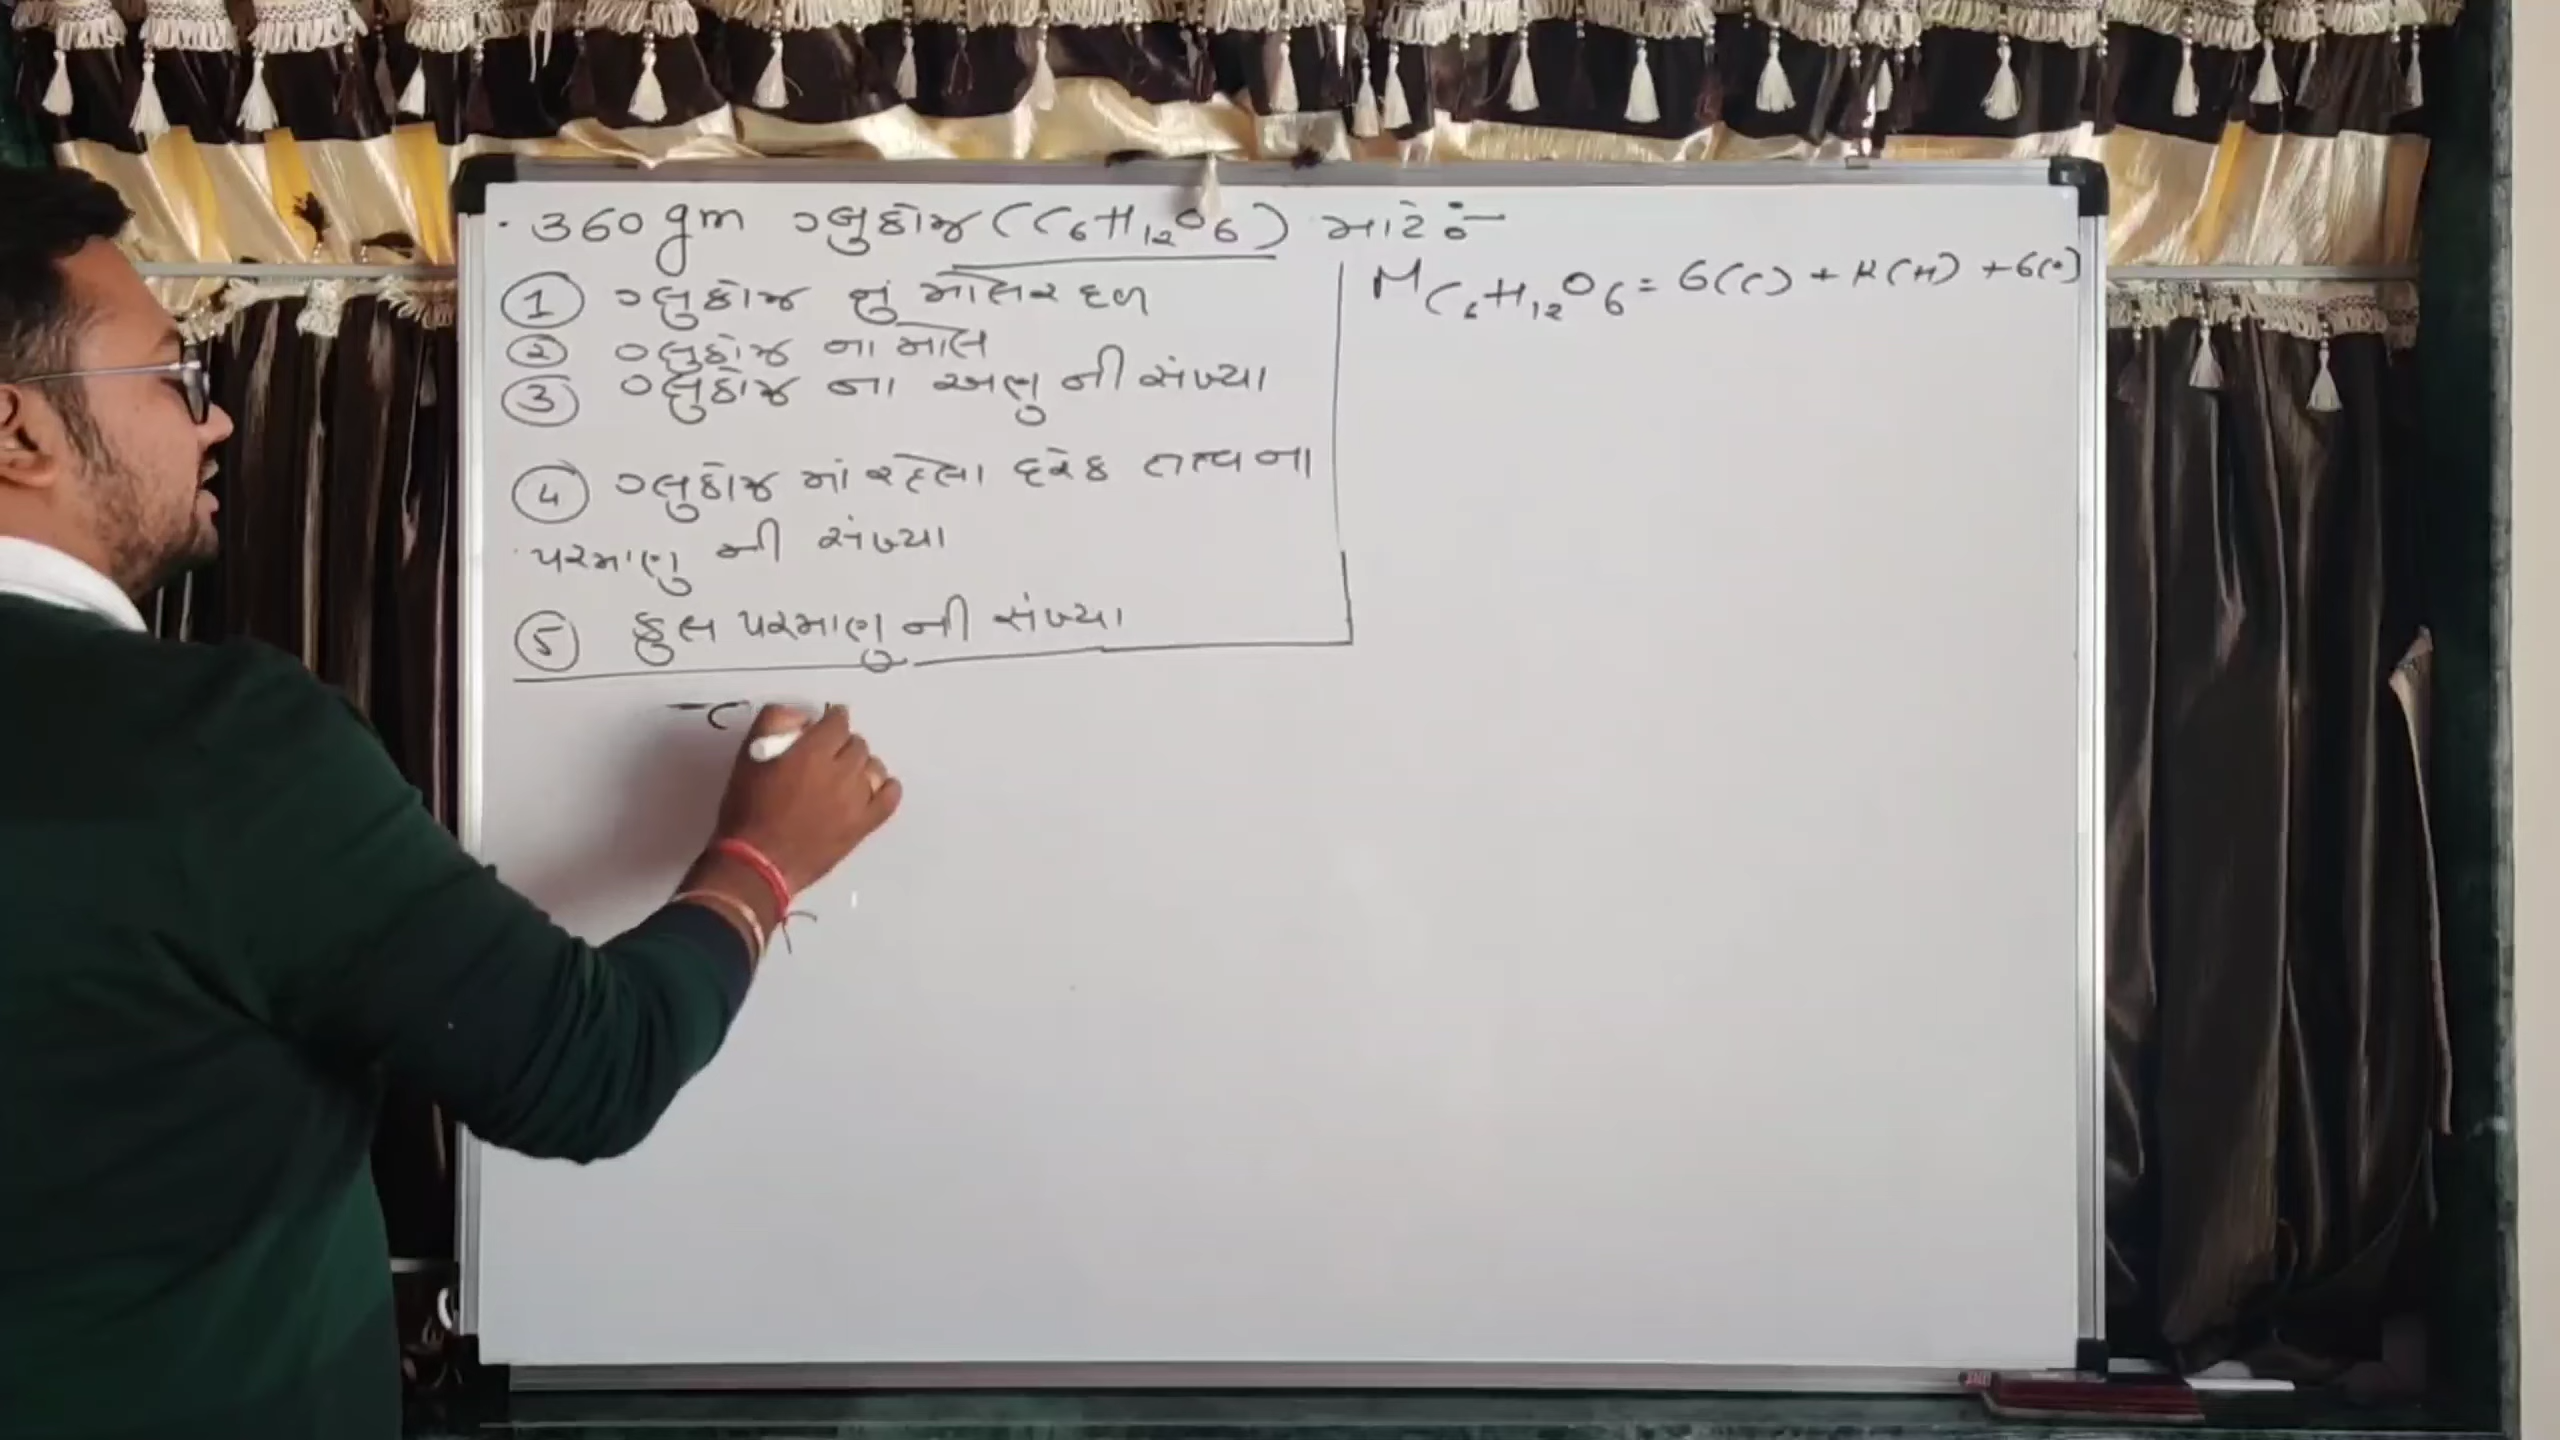 · 360 gm ગ્લુકોઝ (C₆H₁₂O₆) માટે :-
① ગ્લુકોઝ નું મોલર દળ
② ગ્લુકોઝ ના મોલ
③ ગ્લુકોઝ ના અણુ ની સંખ્યા
④ ગ્લુકોઝ માં રહેલા દરેક તત્વ ના
પરમાણુ ની સંખ્યા
⑤ કુલ પરમાણુ ની સંખ્યા
M C₆H₁₂O₆ = 6(C) + 12(H) + 6(O)